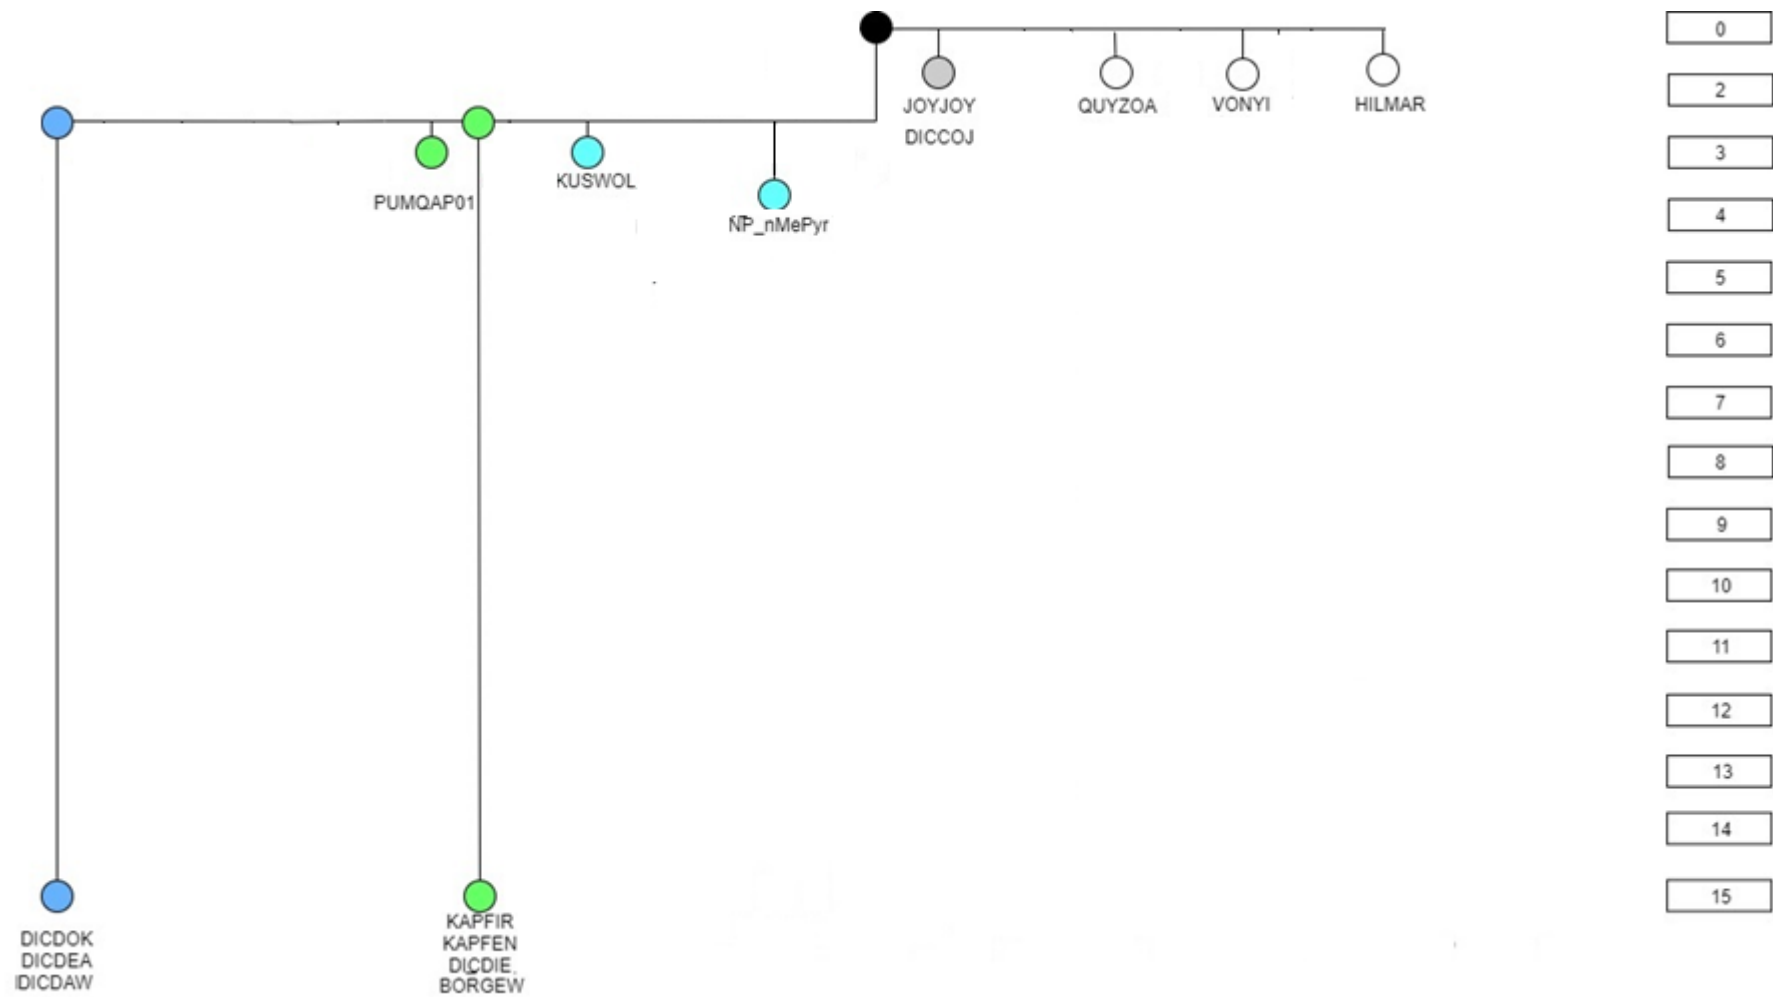 0
JOYJOY
DICCOJ
QUYZOA
VONYI
HILMAR
2
3
PUMQAP01
KUSWOL
NP_nMePyr
4
5
6
7
8
9
10
11
12
13
14
15
DICDOK
DICDEA
DICDAW
KAPFIR
KAPFEN
DICDIE,
BORGEW